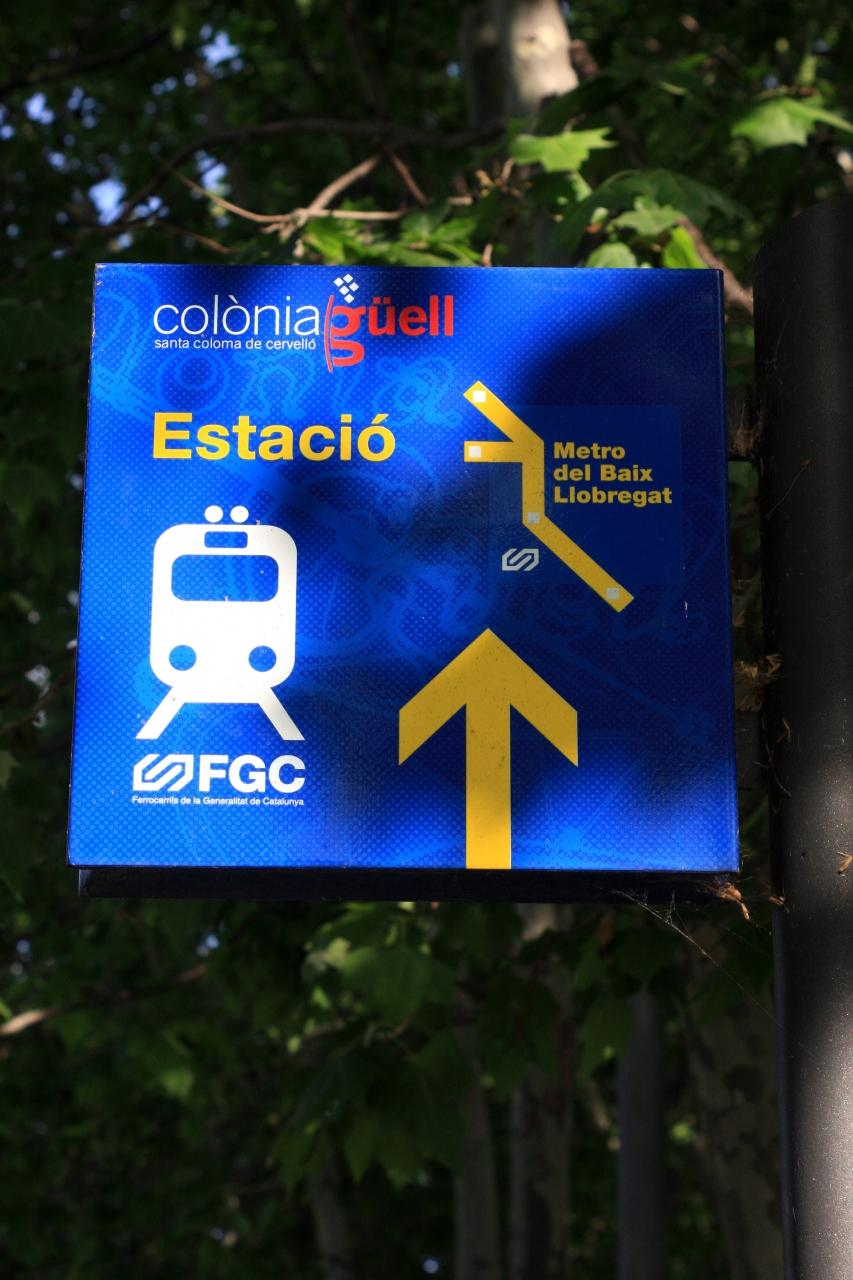 colònia güell
santa coloma de cervelló
Estació
Metro
del Baix
Llobregat
FGC
Ferrocarrils de la Generalitat de Catalunya